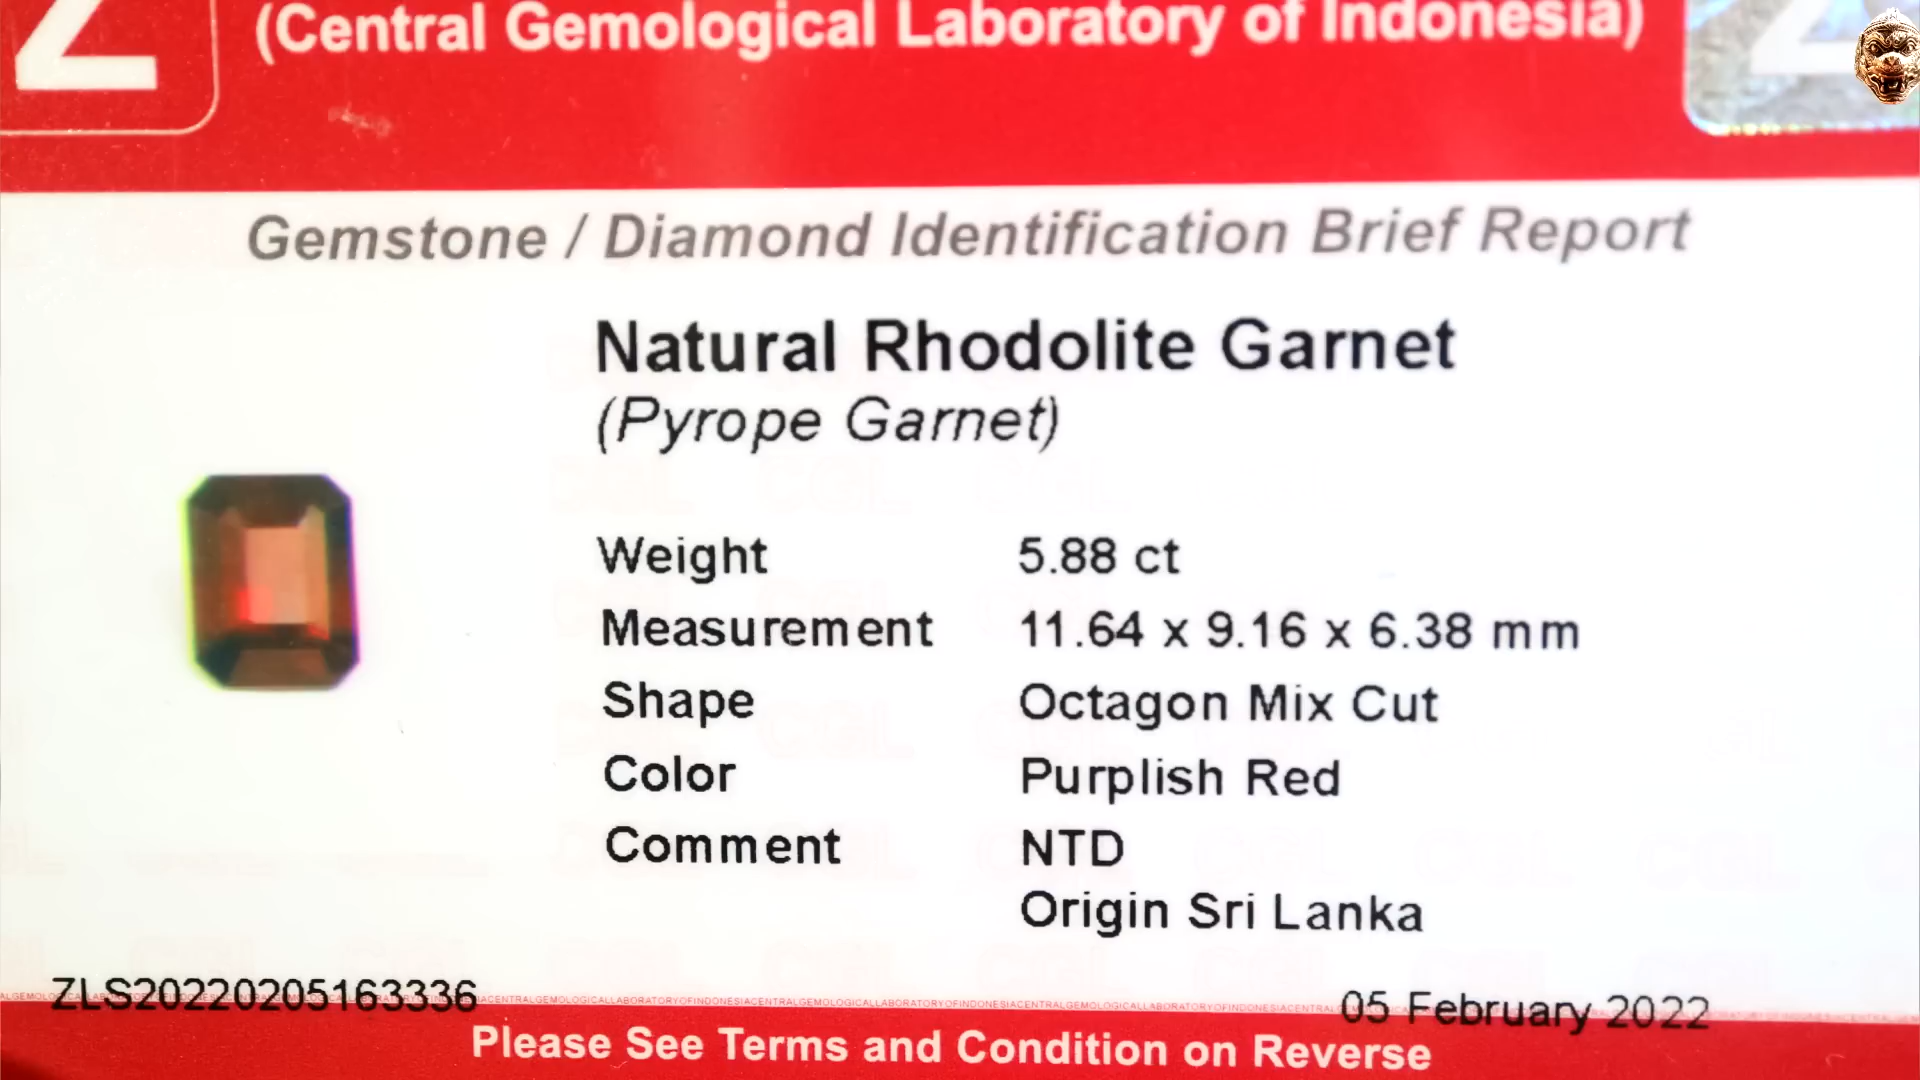 Z
(Central Gemological Laboratory of Indonesia)
Z
Gemstone / Diamond Identification Brief Report
Natural Rhodolite Garnet
(Pyrope Garnet)
Weight 5.88 ct
Measurement 11.64 x 9.16 x 6.38 mm
Shape Octagon Mix Cut
Color Purplish Red
Comment NTD
Origin Sri Lanka
ZLS20220205163336
05 February 2022
Please See Terms and Condition on Reverse